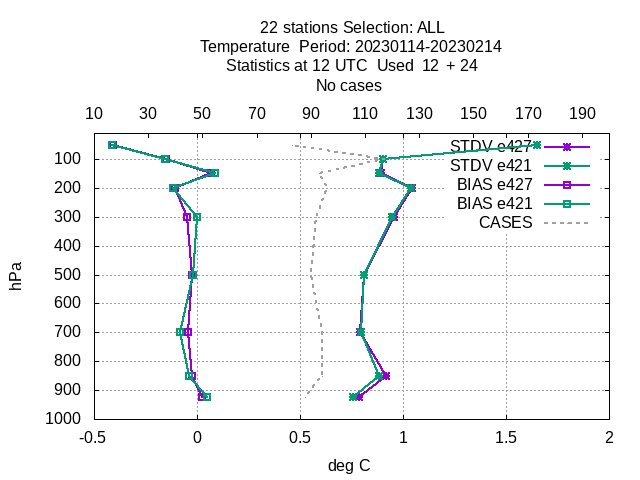 22 stations Selection: ALL
Temperature  Period: 20230114-20230214
Statistics at 12 UTC  Used  12  + 24
No cases
10 30 50 70 90 110 130 150 170 190
STDV e427
STDV e421
BIAS e427
BIAS e421
CASES
100
200
300
400
500
600
700
800
900
1000
hPa
-0.5 0 0.5 1 1.5 2
deg C